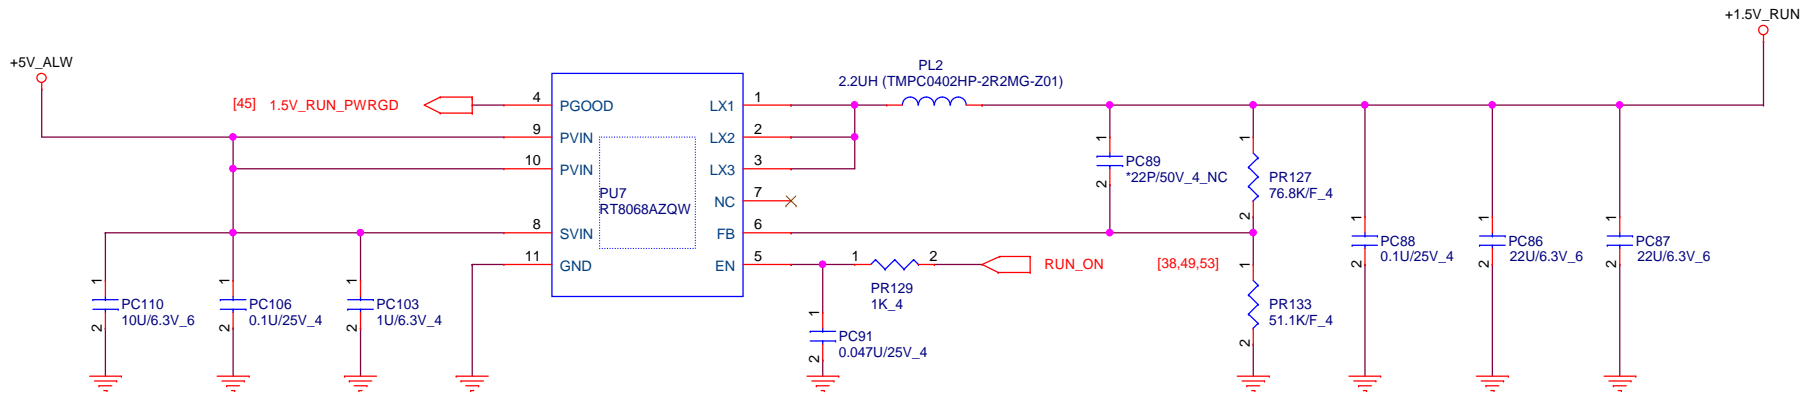 +1.5V_RUN
+5V_ALW
PL2
2.2UH (TMPC0402HP-2R2MG-Z01)
[45] 1.5V_RUN_PWRGD
4 PGOOD
LX1 1
9 PVIN
LX2 2
10 PVIN
LX3 3
PU7
RT8068AZQW
NC 7
8 SVIN
FB 6
11 GND
EN 5
1
PC89
*22P/50V_4_NC
2
1
PR127
76.8K/F_4
2
1 2
PR129
1K_4
RUN_ON [38,49,53]
1
PC88
0.1U/25V_4
2
1
PC86
22U/6.3V_6
2
1
PC87
22U/6.3V_6
2
1
PC110
10U/6.3V_6
2
1
PC106
0.1U/25V_4
2
1
PC103
1U/6.3V_4
2
1
PC91
0.047U/25V_4
2
1
PR133
51.1K/F_4
2